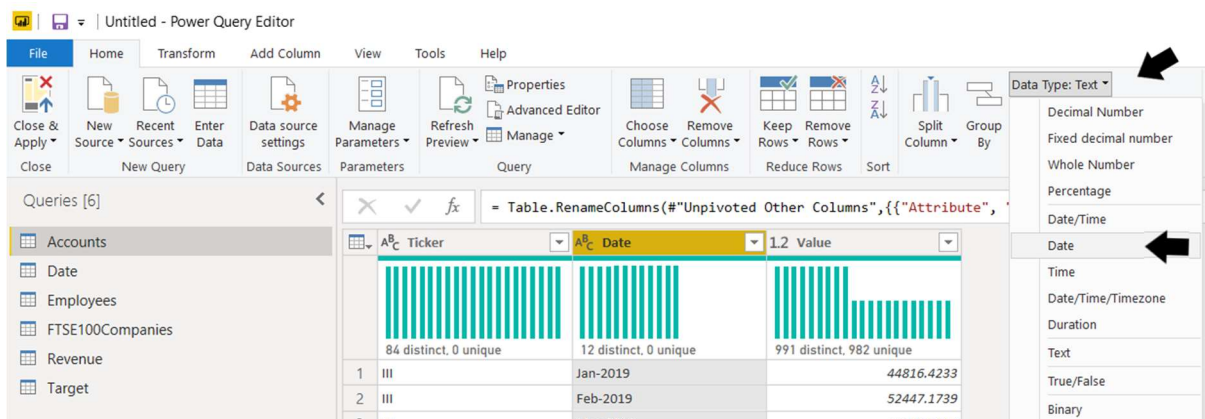 Untitled - Power Query Editor
File Home Transform Add Column View Tools Help
Close & Apply
New Source
Recent Sources
Enter Data
Data source settings
Manage Parameters
Refresh Preview
Properties
Advanced Editor
Manage
Choose Columns
Remove Columns
Keep Rows
Remove Rows
Split Column
Group By
Data Type: Text
Close New Query Data Sources Parameters Query Manage Columns Reduce Rows Sort
Decimal Number
Fixed decimal number
Whole Number
Percentage
Date/Time
Date
Time
Date/Time/Timezone
Duration
Text
True/False
Binary
Queries [6]
Accounts
Date
Employees
FTSE100Companies
Revenue
Target
fx = Table.RenameColumns(#"Unpivoted Other Columns",{{"Attribute", "
ABC Ticker ABC Date 1.2 Value
84 distinct, 0 unique 12 distinct, 0 unique 991 distinct, 982 unique
1 III Jan-2019 44816.4233
2 III Feb-2019 52447.1739